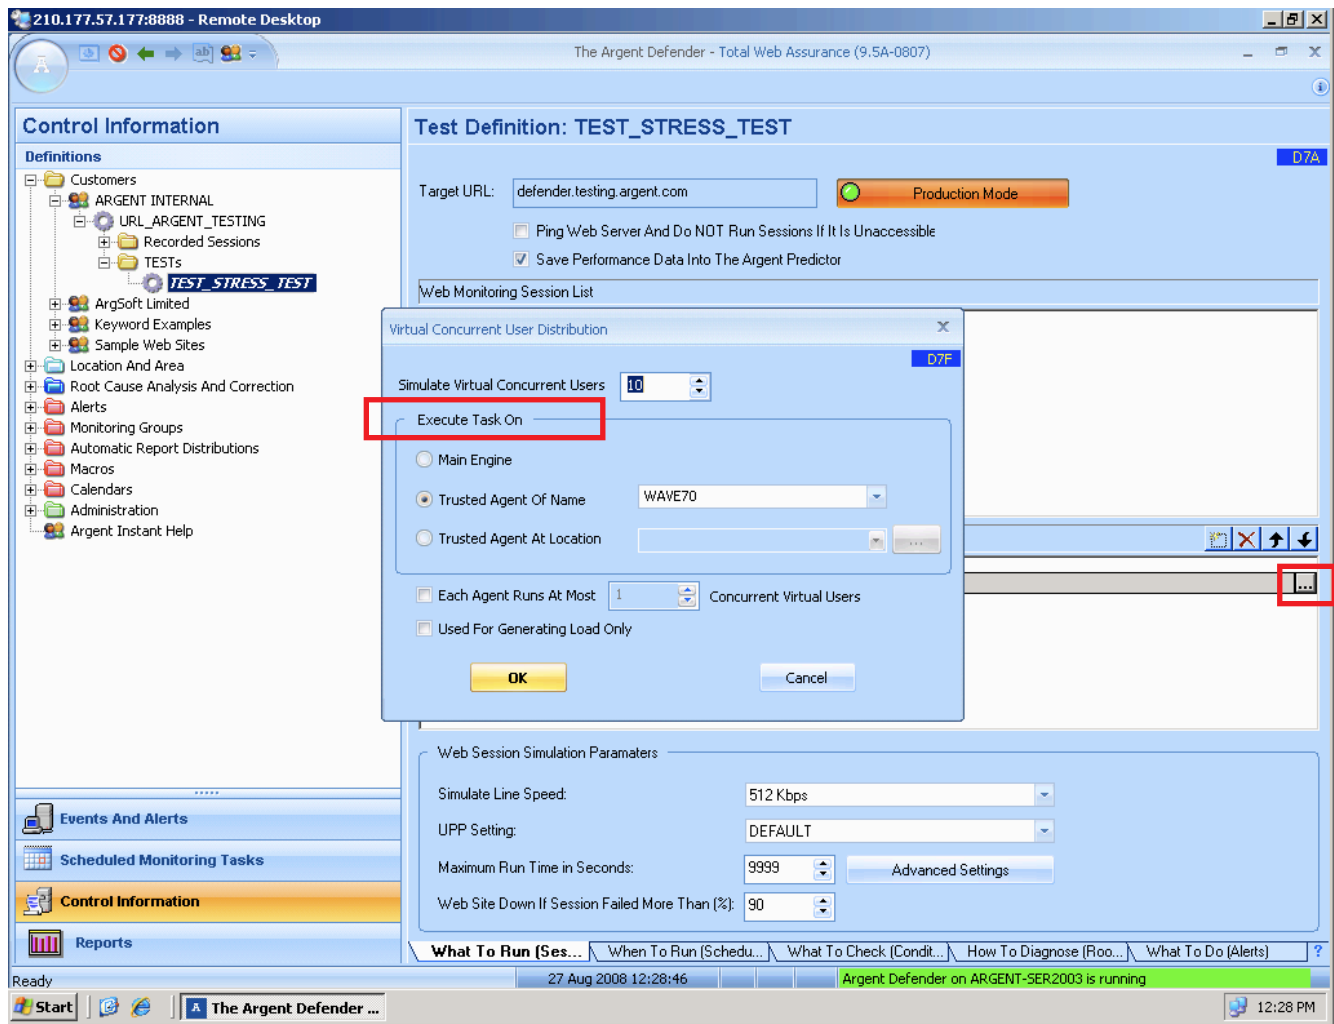 210.177.57.177:8888 - Remote Desktop
The Argent Defender - Total Web Assurance (9.5A-0807)
Control Information
Definitions
Customers
ARGENT INTERNAL
URL_ARGENT_TESTING
Recorded Sessions
TESTs
TEST_STRESS_TEST
ArgSoft Limited
Keyword Examples
Sample Web Sites
Location And Area
Root Cause Analysis And Correction
Alerts
Monitoring Groups
Automatic Report Distributions
Macros
Calendars
Administration
Argent Instant Help
Events And Alerts
Scheduled Monitoring Tasks
Control Information
Reports
Test Definition: TEST_STRESS_TEST
D7A
Target URL: defender.testing.argent.com Production Mode
Ping Web Server And Do NOT Run Sessions If It Is Unaccessible
Save Performance Data Into The Argent Predictor
Web Monitoring Session List
Virtual Concurrent User Distribution
D7F
Simulate Virtual Concurrent Users 10
Execute Task On
Main Engine
Trusted Agent Of Name WAVE70
Trusted Agent At Location ...
Each Agent Runs At Most 1 Concurrent Virtual Users
Used For Generating Load Only
OK Cancel
...
Web Session Simulation Paramaters
Simulate Line Speed: 512 Kbps
UPP Setting: DEFAULT
Maximum Run Time in Seconds: 9999 Advanced Settings
Web Site Down If Session Failed More Than (%): 90
What To Run (Ses... When To Run (Schedu... What To Check (Condit... How To Diagnose (Roo... What To Do (Alerts) ?
Ready 27 Aug 2008 12:28:46 Argent Defender on ARGENT-SER2003 is running
Start The Argent Defender ... 12:28 PM